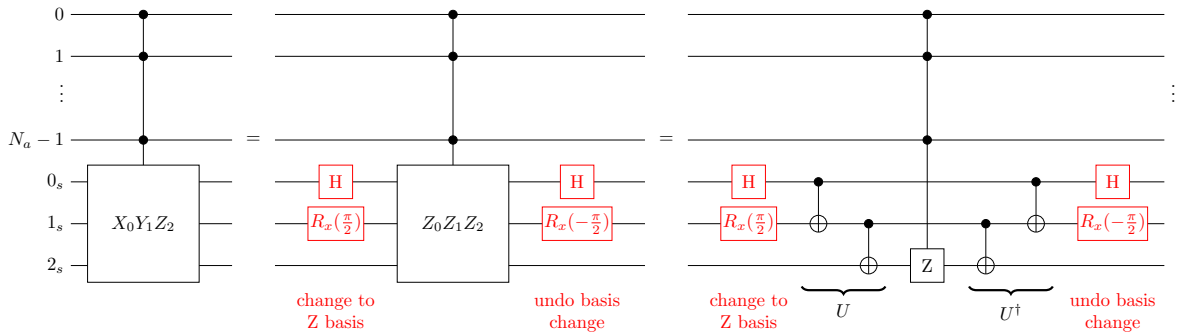 0
1
⋮
⋮
N_a − 1
=
=
0_s
H
H
H
H
1_s
X_0Y_1Z_2
R_x(π/2)
Z_0Z_1Z_2
R_x(−π/2)
R_x(π/2)
R_x(−π/2)
2_s
Z
change to
Z basis
undo basis
change
change to
Z basis
U
U†
undo basis
change